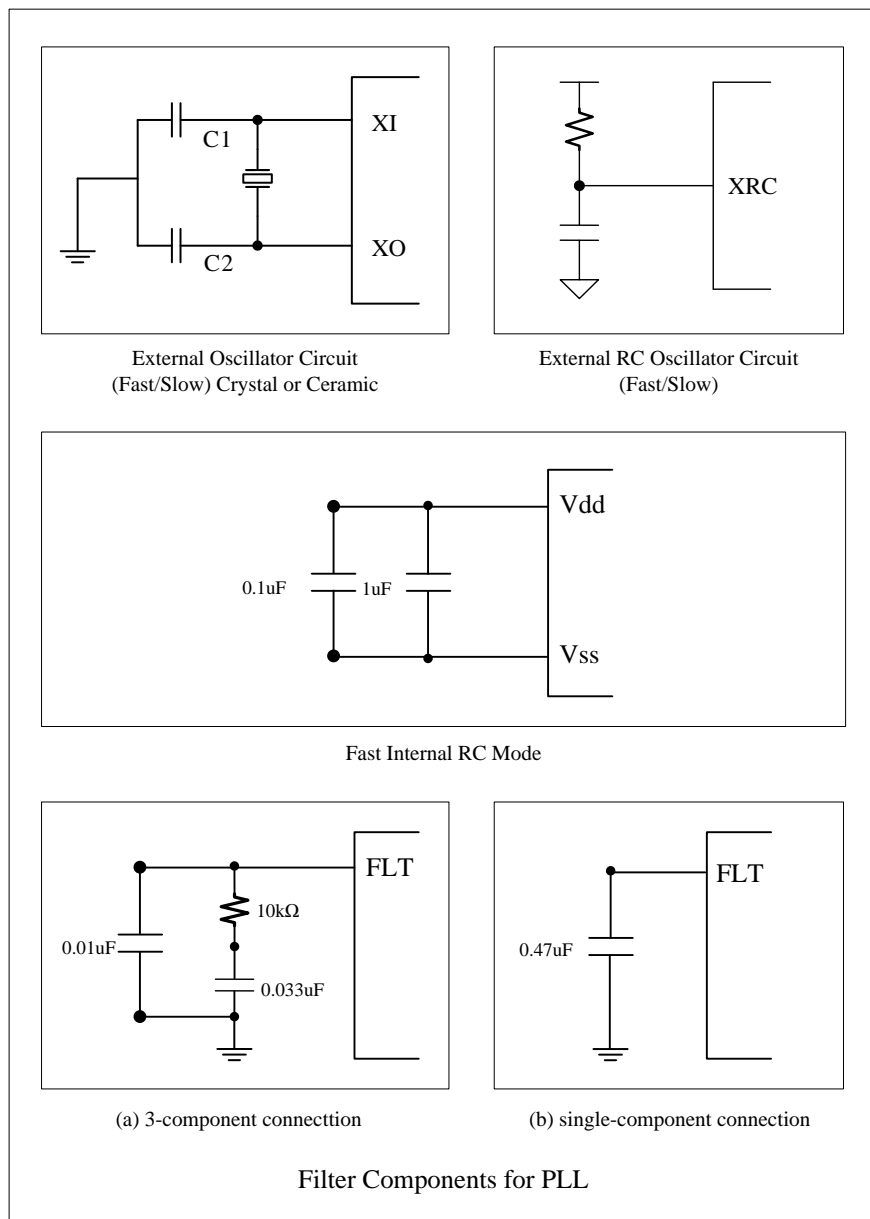 XI
C1
XO
C2
External Oscillator Circuit
(Fast/Slow) Crystal or Ceramic
XRC
External RC Oscillator Circuit
(Fast/Slow)
Vdd
0.1uF
1uF
Vss
Fast Internal RC Mode
FLT
10kΩ
0.01uF
0.033uF
(a) 3-component connecttion
FLT
0.47uF
(b) single-component connection
Filter Components for PLL